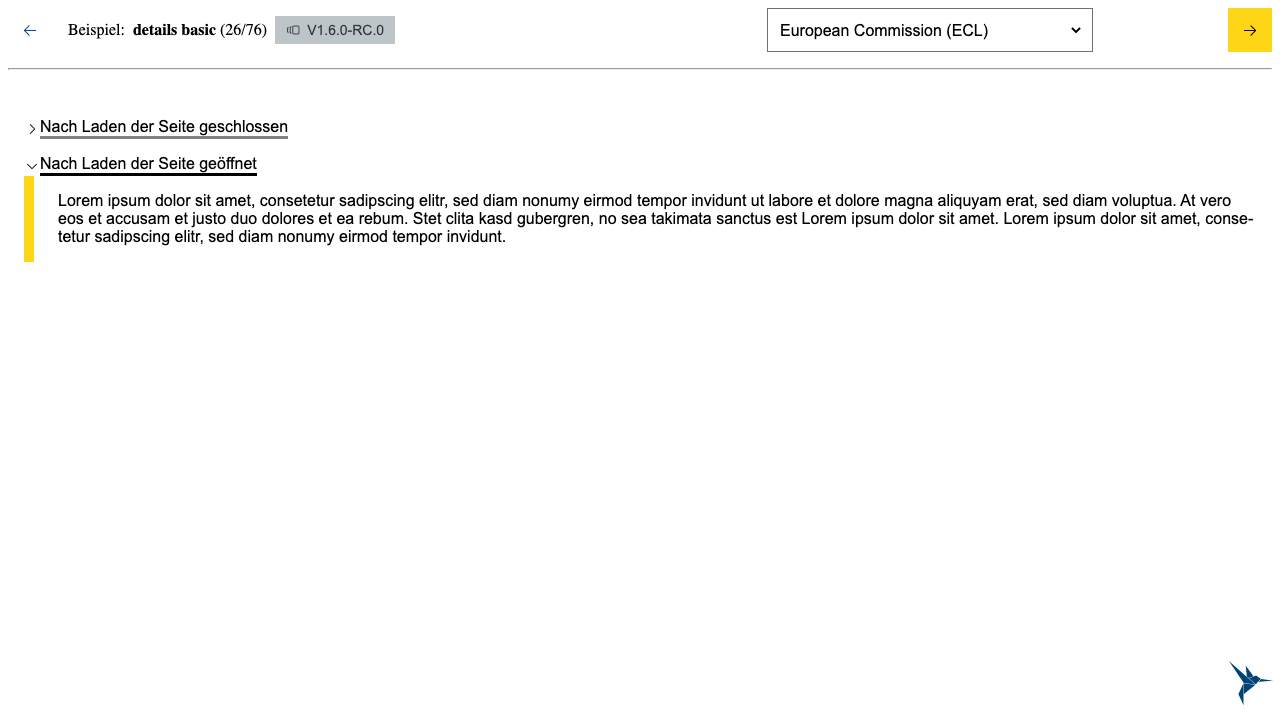 Beispiel: details basic (26/76) V1.6.0-RC.0 European Commission (ECL)
Nach Laden der Seite geschlossen
Nach Laden der Seite geöffnet
Lorem ipsum dolor sit amet, consetetur sadipscing elitr, sed diam nonumy eirmod tempor invidunt ut labore et dolore magna aliquyam erat, sed diam voluptua. At vero
eos et accusam et justo duo dolores et ea rebum. Stet clita kasd gubergren, no sea takimata sanctus est Lorem ipsum dolor sit amet. Lorem ipsum dolor sit amet, conse-
tetur sadipscing elitr, sed diam nonumy eirmod tempor invidunt.